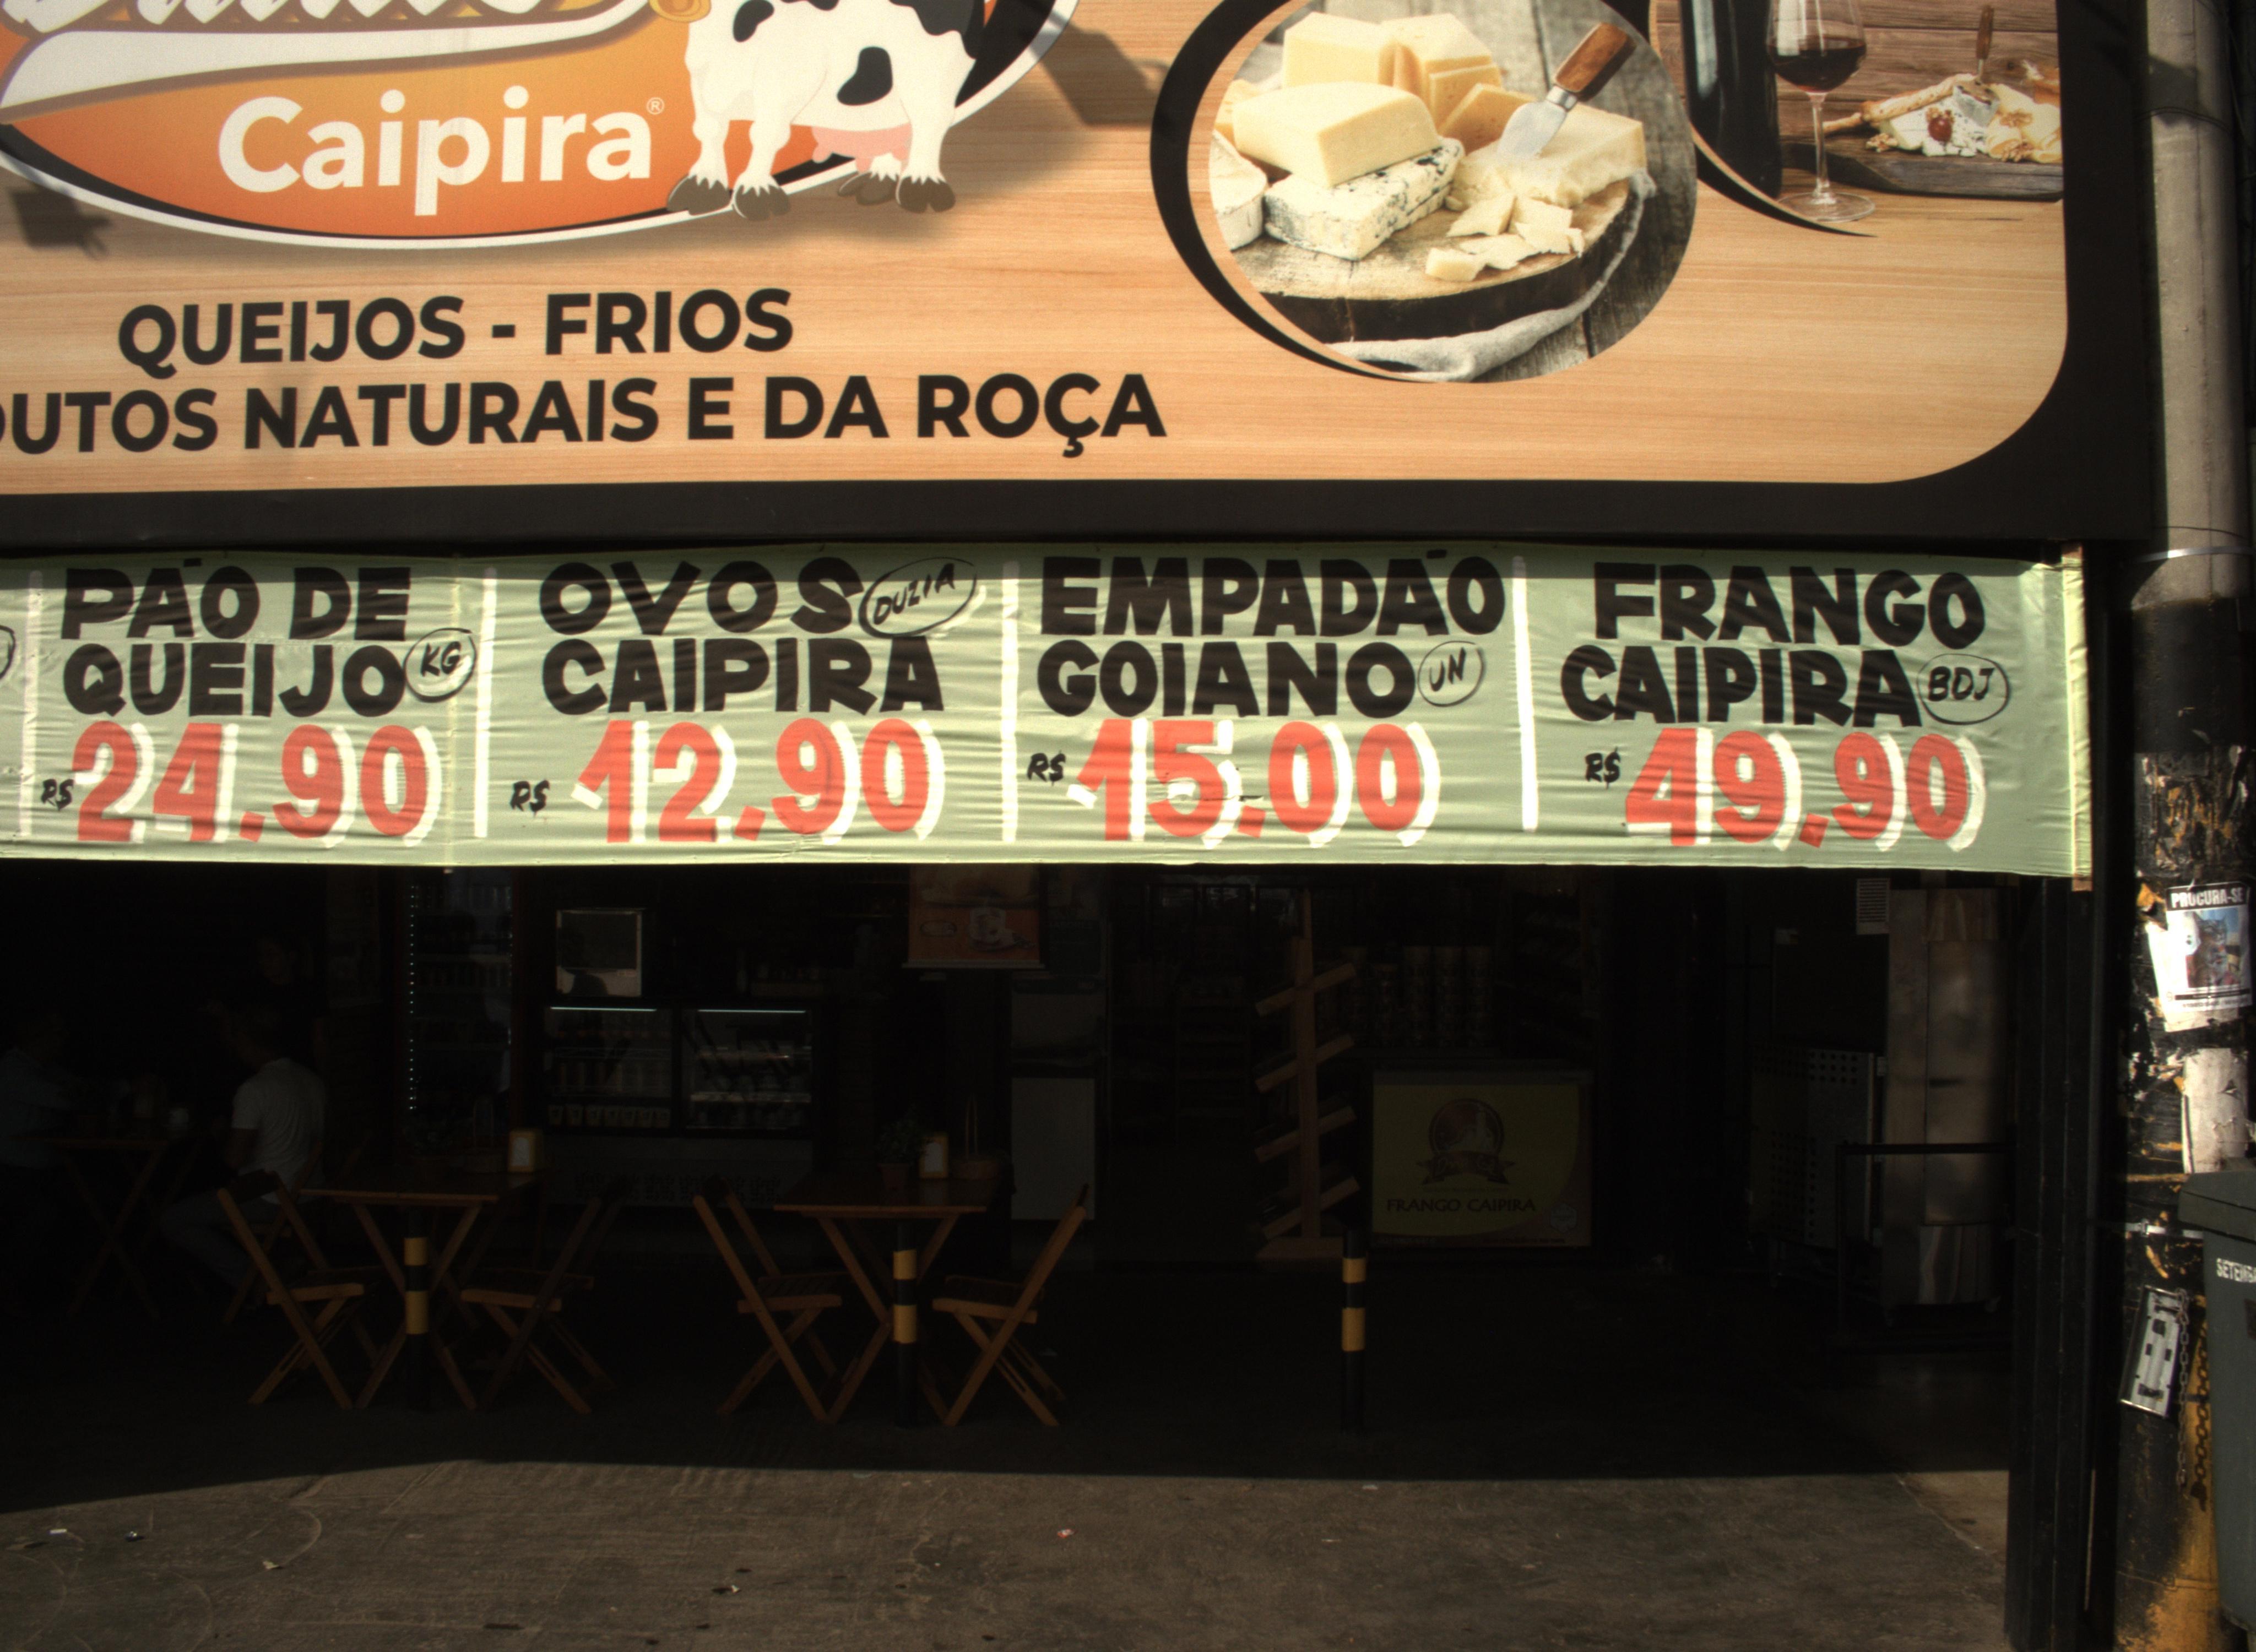 Caipira®
QUEIJOS - FRIOS
DUTOS NATURAIS E DA ROÇA
PÃO DE
QUEIJO KG
R$ 24.90
OVOS DUZIA
CAIPIRA
R$ 12.90
EMPADÃO
GOIANO UN
R$ 15.00
FRANGO
CAIPIRA BDJ
R$ 49.90
PROCURA-SE
FRANGO CAIPIRA